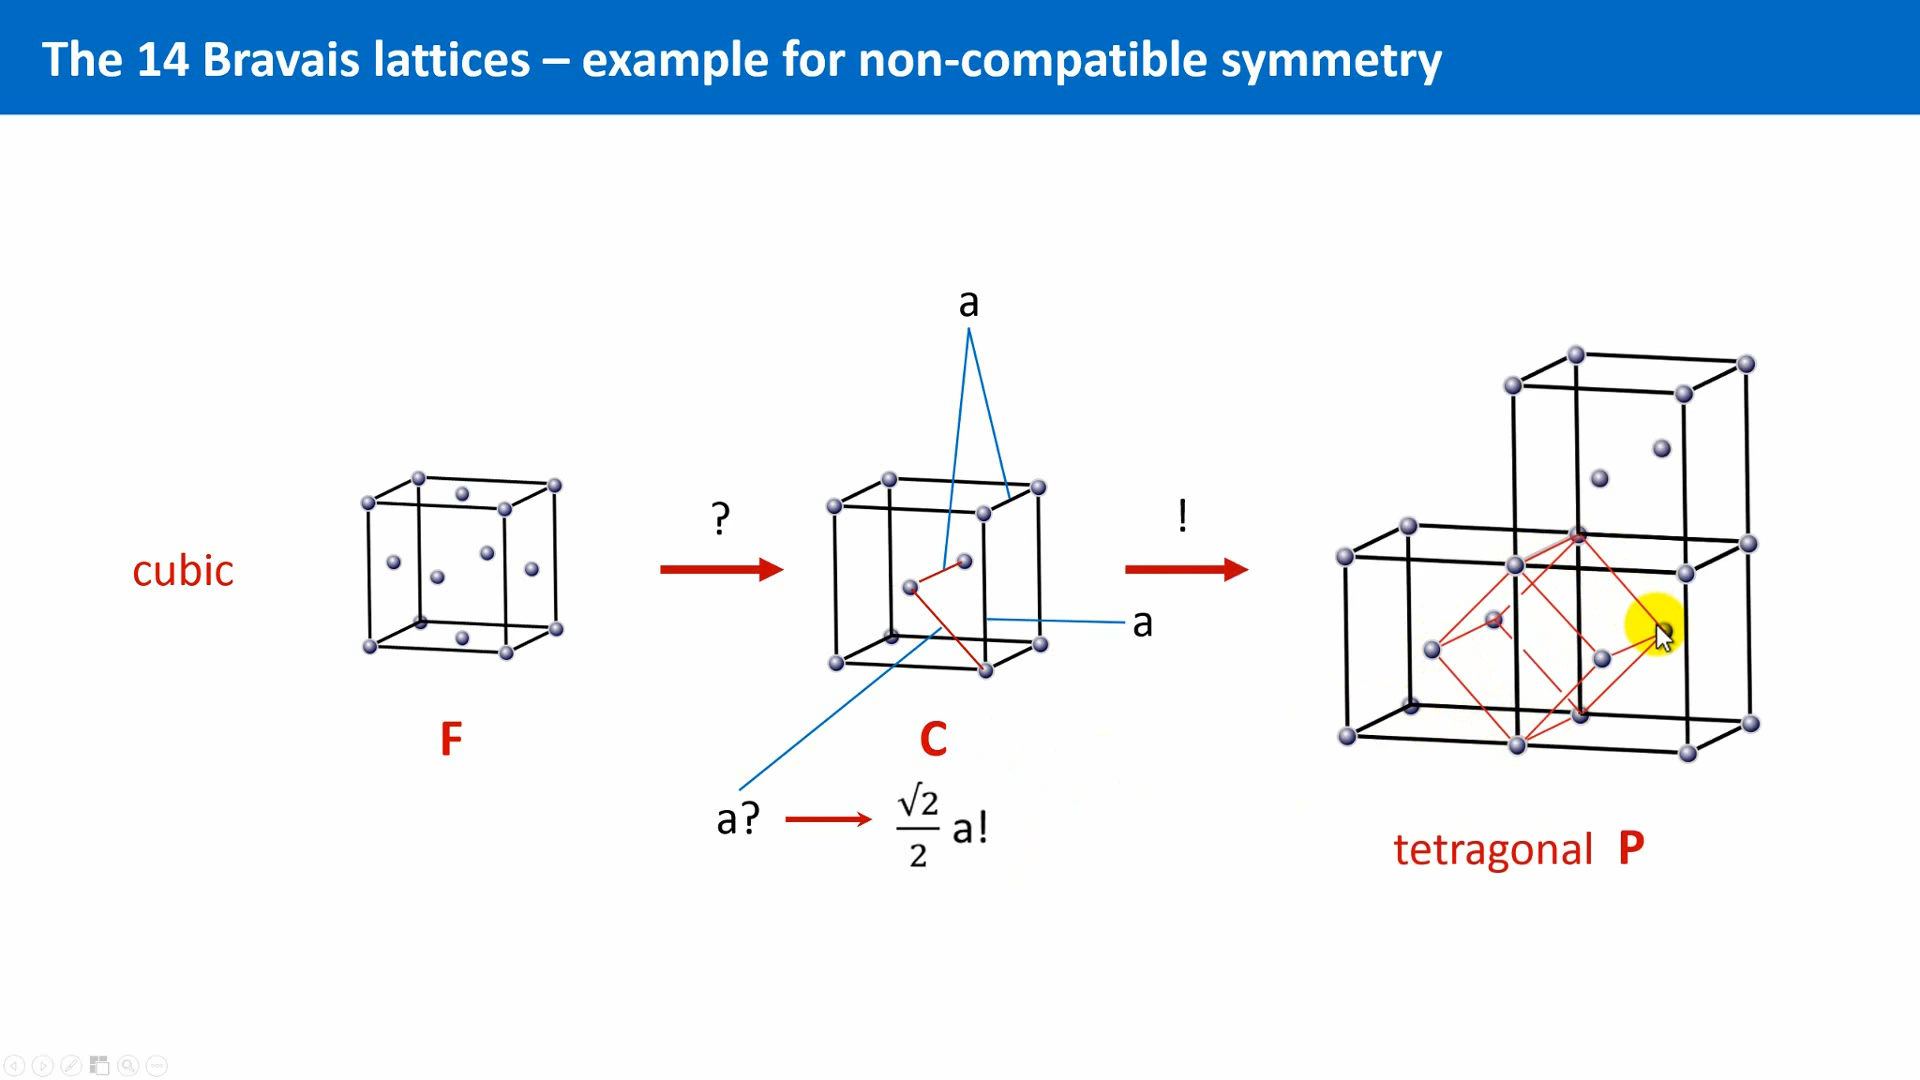 The 14 Bravais lattices – example for non-compatible symmetry
a
?
!
cubic
a
F
C
a?
√2
2
a!
tetragonal P